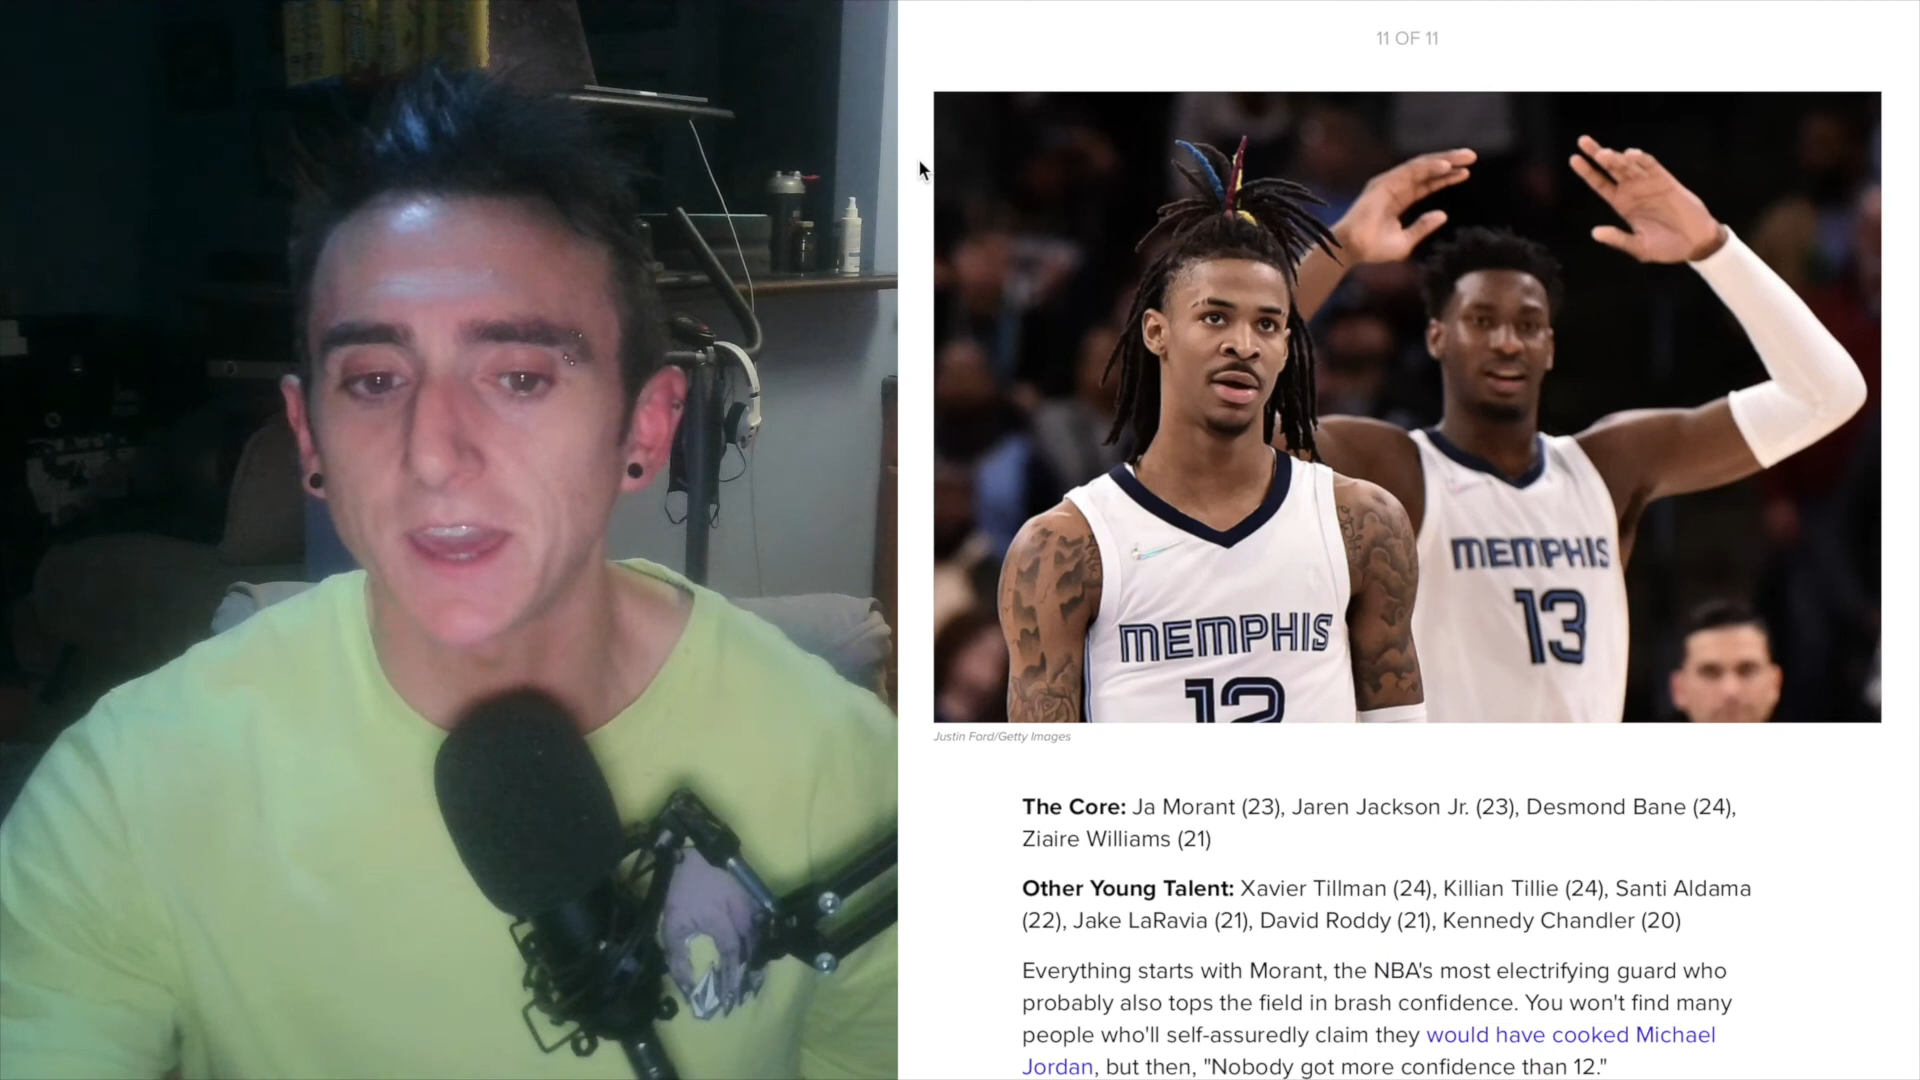 11 OF 11
MEMPHIS
12
MEMPHIS
13
Justin Ford/Getty Images
The Core: Ja Morant (23), Jaren Jackson Jr. (23), Desmond Bane (24),
Ziaire Williams (21)
Other Young Talent: Xavier Tillman (24), Killian Tillie (24), Santi Aldama
(22), Jake LaRavia (21), David Roddy (21), Kennedy Chandler (20)
Everything starts with Morant, the NBA's most electrifying guard who
probably also tops the field in brash confidence. You won't find many
people who'll self-assuredly claim they would have cooked Michael
Jordan, but then, "Nobody got more confidence than 12."